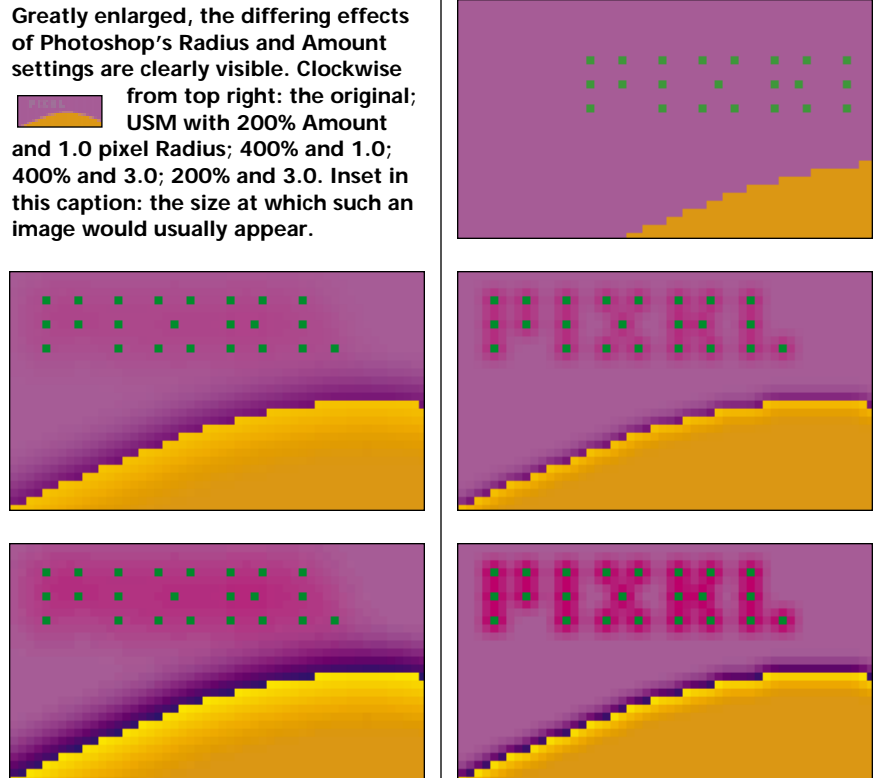 Greatly enlarged, the differing effects
of Photoshop's Radius and Amount
settings are clearly visible. Clockwise
from top right: the original;
USM with 200% Amount
and 1.0 pixel Radius; 400% and 1.0;
400% and 3.0; 200% and 3.0. Inset in
this caption: the size at which such an
image would usually appear.
PIXKL
PIXKL